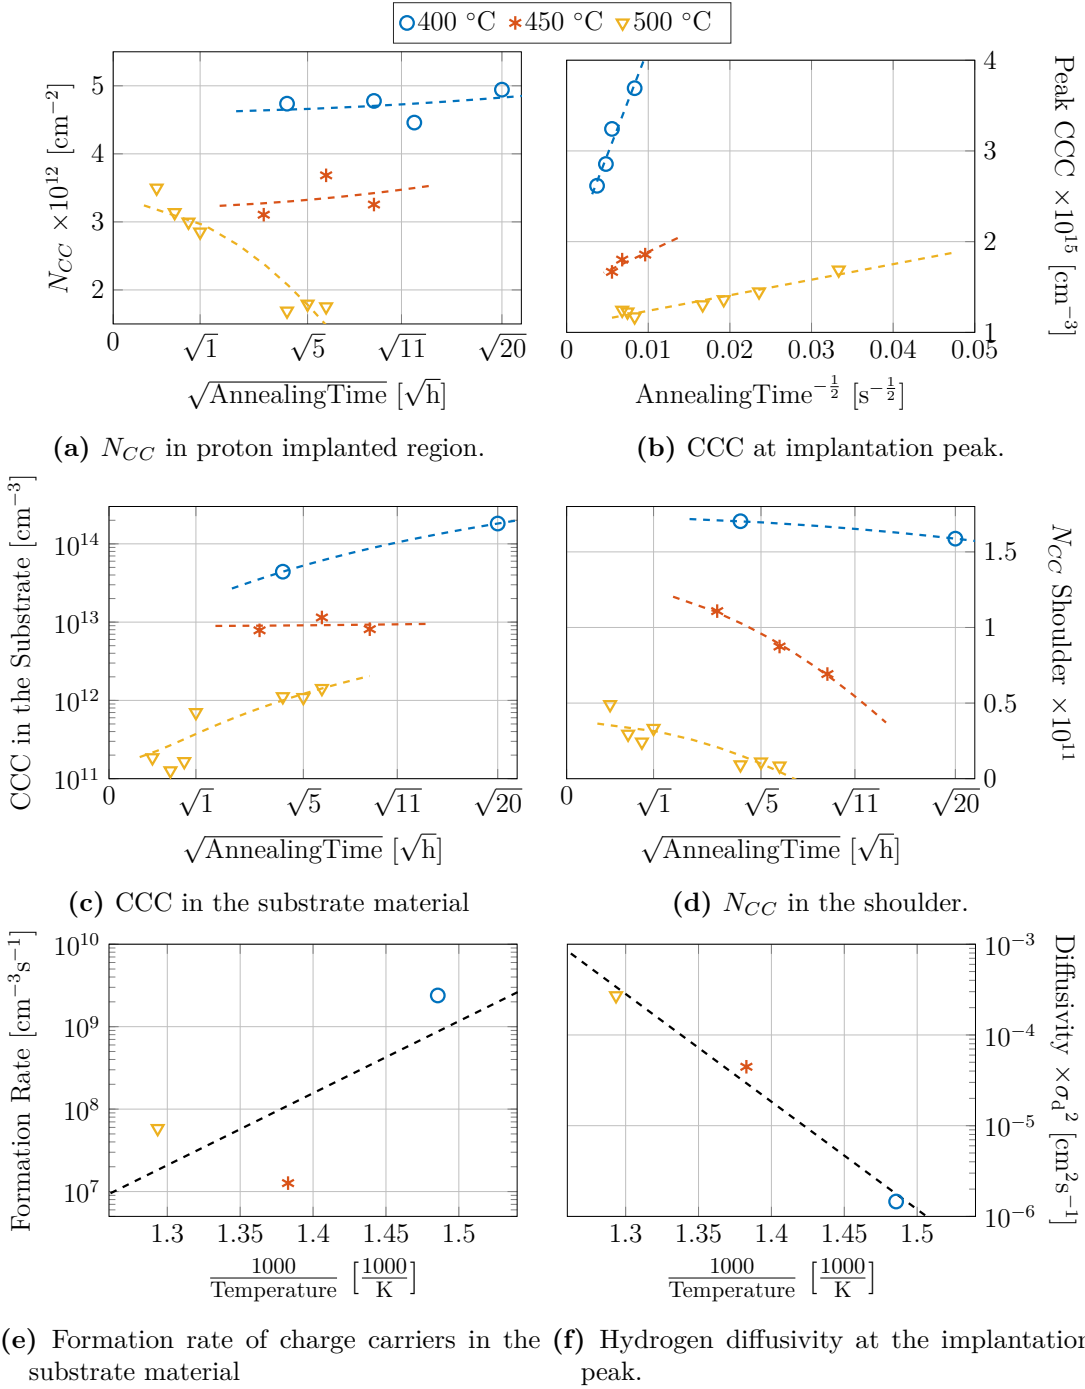 400 °C 450 °C 500 °C
N_CC ×10^12 [cm^−2]
5
4
3
2
0 √1 √5 √11 √20
√AnnealingTime [√h]
(a) N_CC in proton implanted region.
Peak CCC ×10^15 [cm^−3]
4
3
2
1
0 0.01 0.02 0.03 0.04 0.05
AnnealingTime^−1/2 [s^−1/2]
(b) CCC at implantation peak.
CCC in the Substrate [cm^−3]
10^14
10^13
10^12
10^11
0 √1 √5 √11 √20
√AnnealingTime [√h]
(c) CCC in the substrate material
N_CC Shoulder ×10^11
1.5
1
0.5
0
0 √1 √5 √11 √20
√AnnealingTime [√h]
(d) N_CC in the shoulder.
Formation Rate [cm^−3s^−1]
10^10
10^9
10^8
10^7
1.3 1.35 1.4 1.45 1.5
1000/Temperature [1000/K]
(e) Formation rate of charge carriers in the
substrate material
Diffusivity ×σ_d^2 [cm^2s^−1]
10^−3
10^−4
10^−5
10^−6
1.3 1.35 1.4 1.45 1.5
1000/Temperature [1000/K]
(f) Hydrogen diffusivity at the implantation
peak.